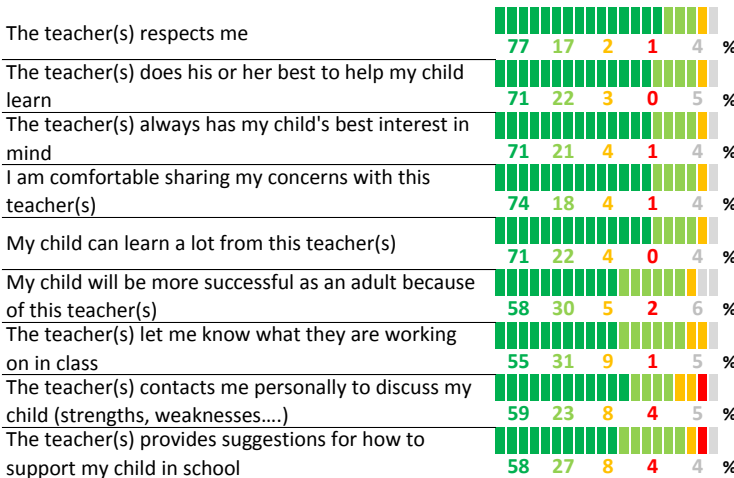 The teacher(s) respects me
77 17 2 1 4 %
The teacher(s) does his or her best to help my child
learn
71 22 3 0 5 %
The teacher(s) always has my child's best interest in
mind
71 21 4 1 4 %
I am comfortable sharing my concerns with this
teacher(s)
74 18 4 1 4 %
My child can learn a lot from this teacher(s)
71 22 4 0 4 %
My child will be more successful as an adult because
of this teacher(s)
58 30 5 2 6 %
The teacher(s) let me know what they are working
on in class
55 31 9 1 5 %
The teacher(s) contacts me personally to discuss my
child (strengths, weaknesses....)
59 23 8 4 5 %
The teacher(s) provides suggestions for how to
support my child in school
58 27 8 4 4 %